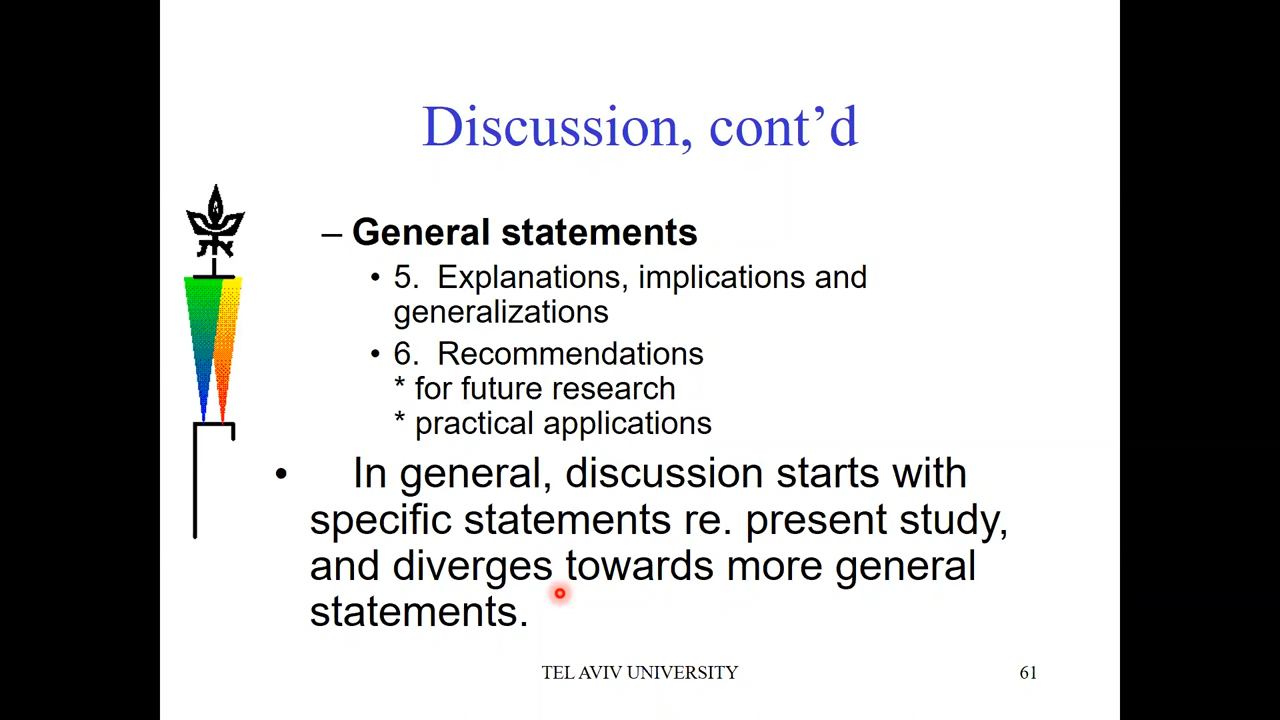 Discussion, cont’d
– General statements
• 5. Explanations, implications and
generalizations
• 6. Recommendations
* for future research
* practical applications
• In general, discussion starts with
specific statements re. present study,
and diverges towards more general
statements.
TEL AVIV UNIVERSITY
61